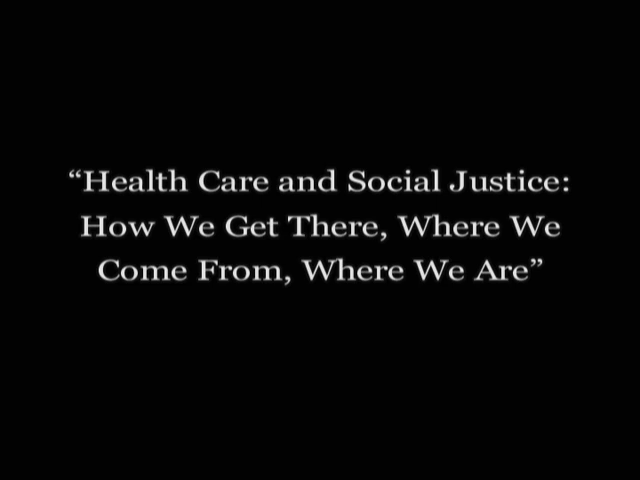 “Health Care and Social Justice:
How We Get There, Where We
Come From, Where We Are”